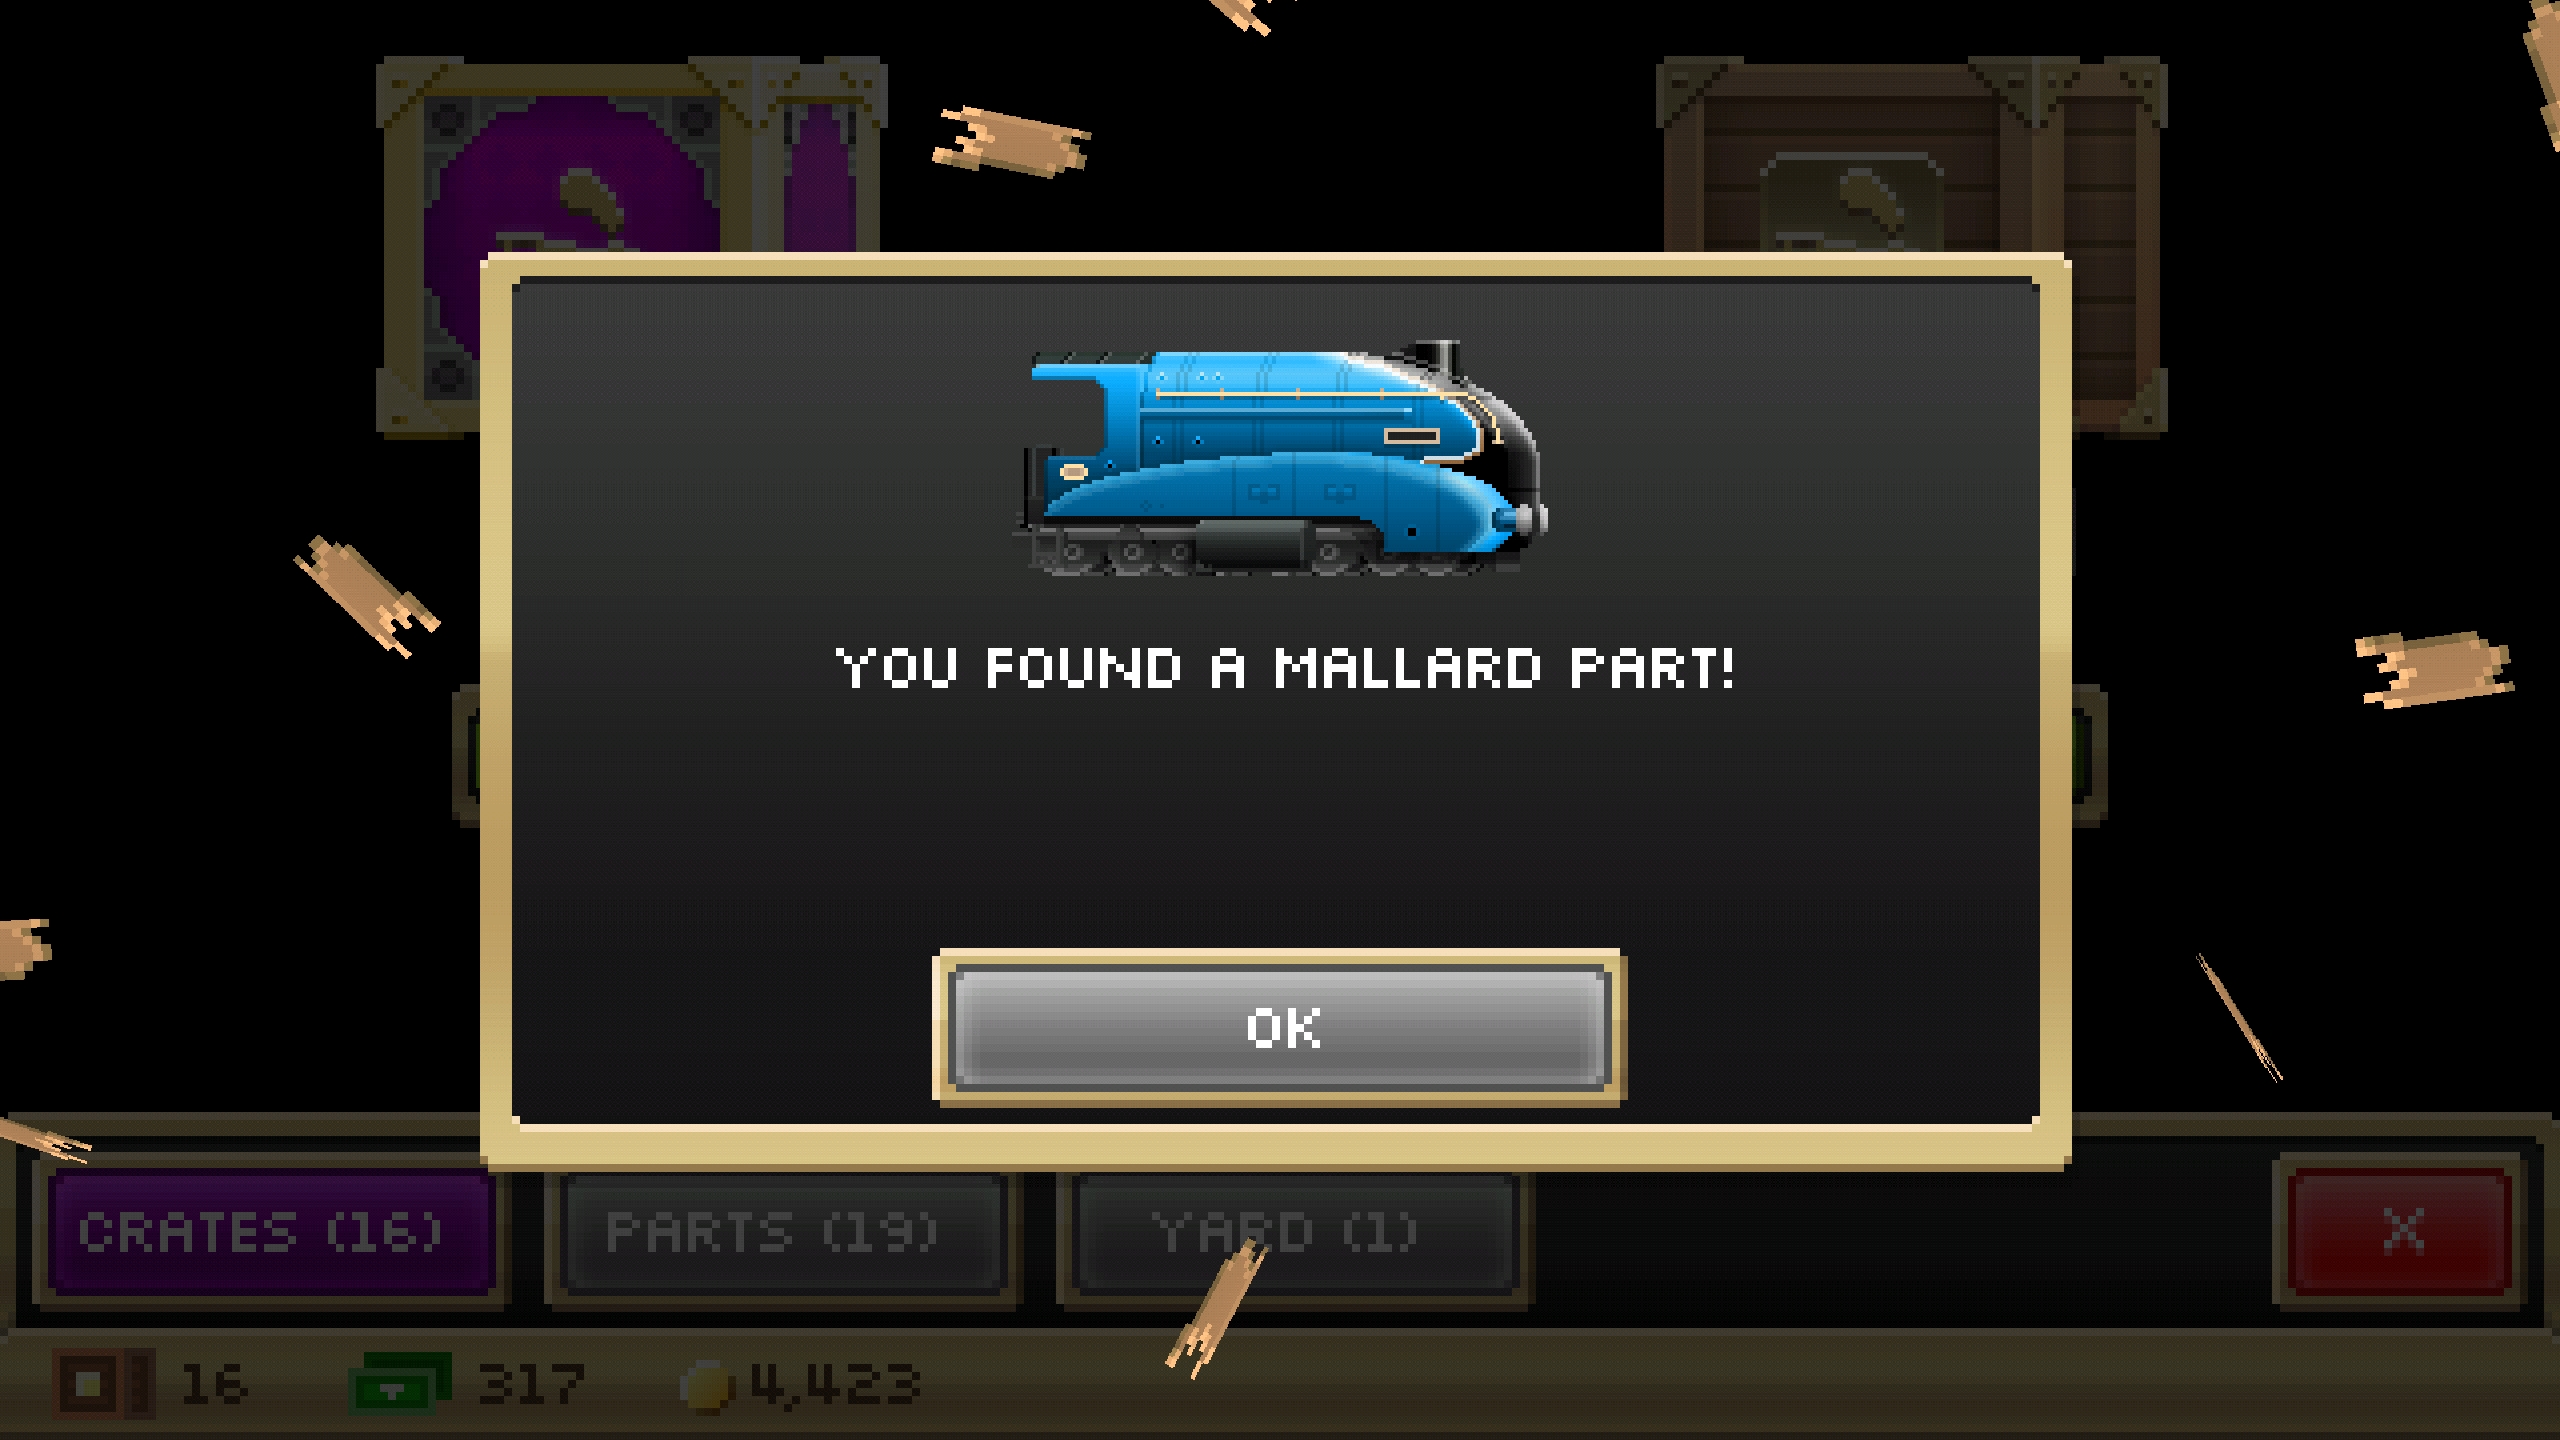 YOU FOUND A MALLARD PART!
OK
CRATES (16)
PARTS (19)
YARD (1)
X
16
317
4,423